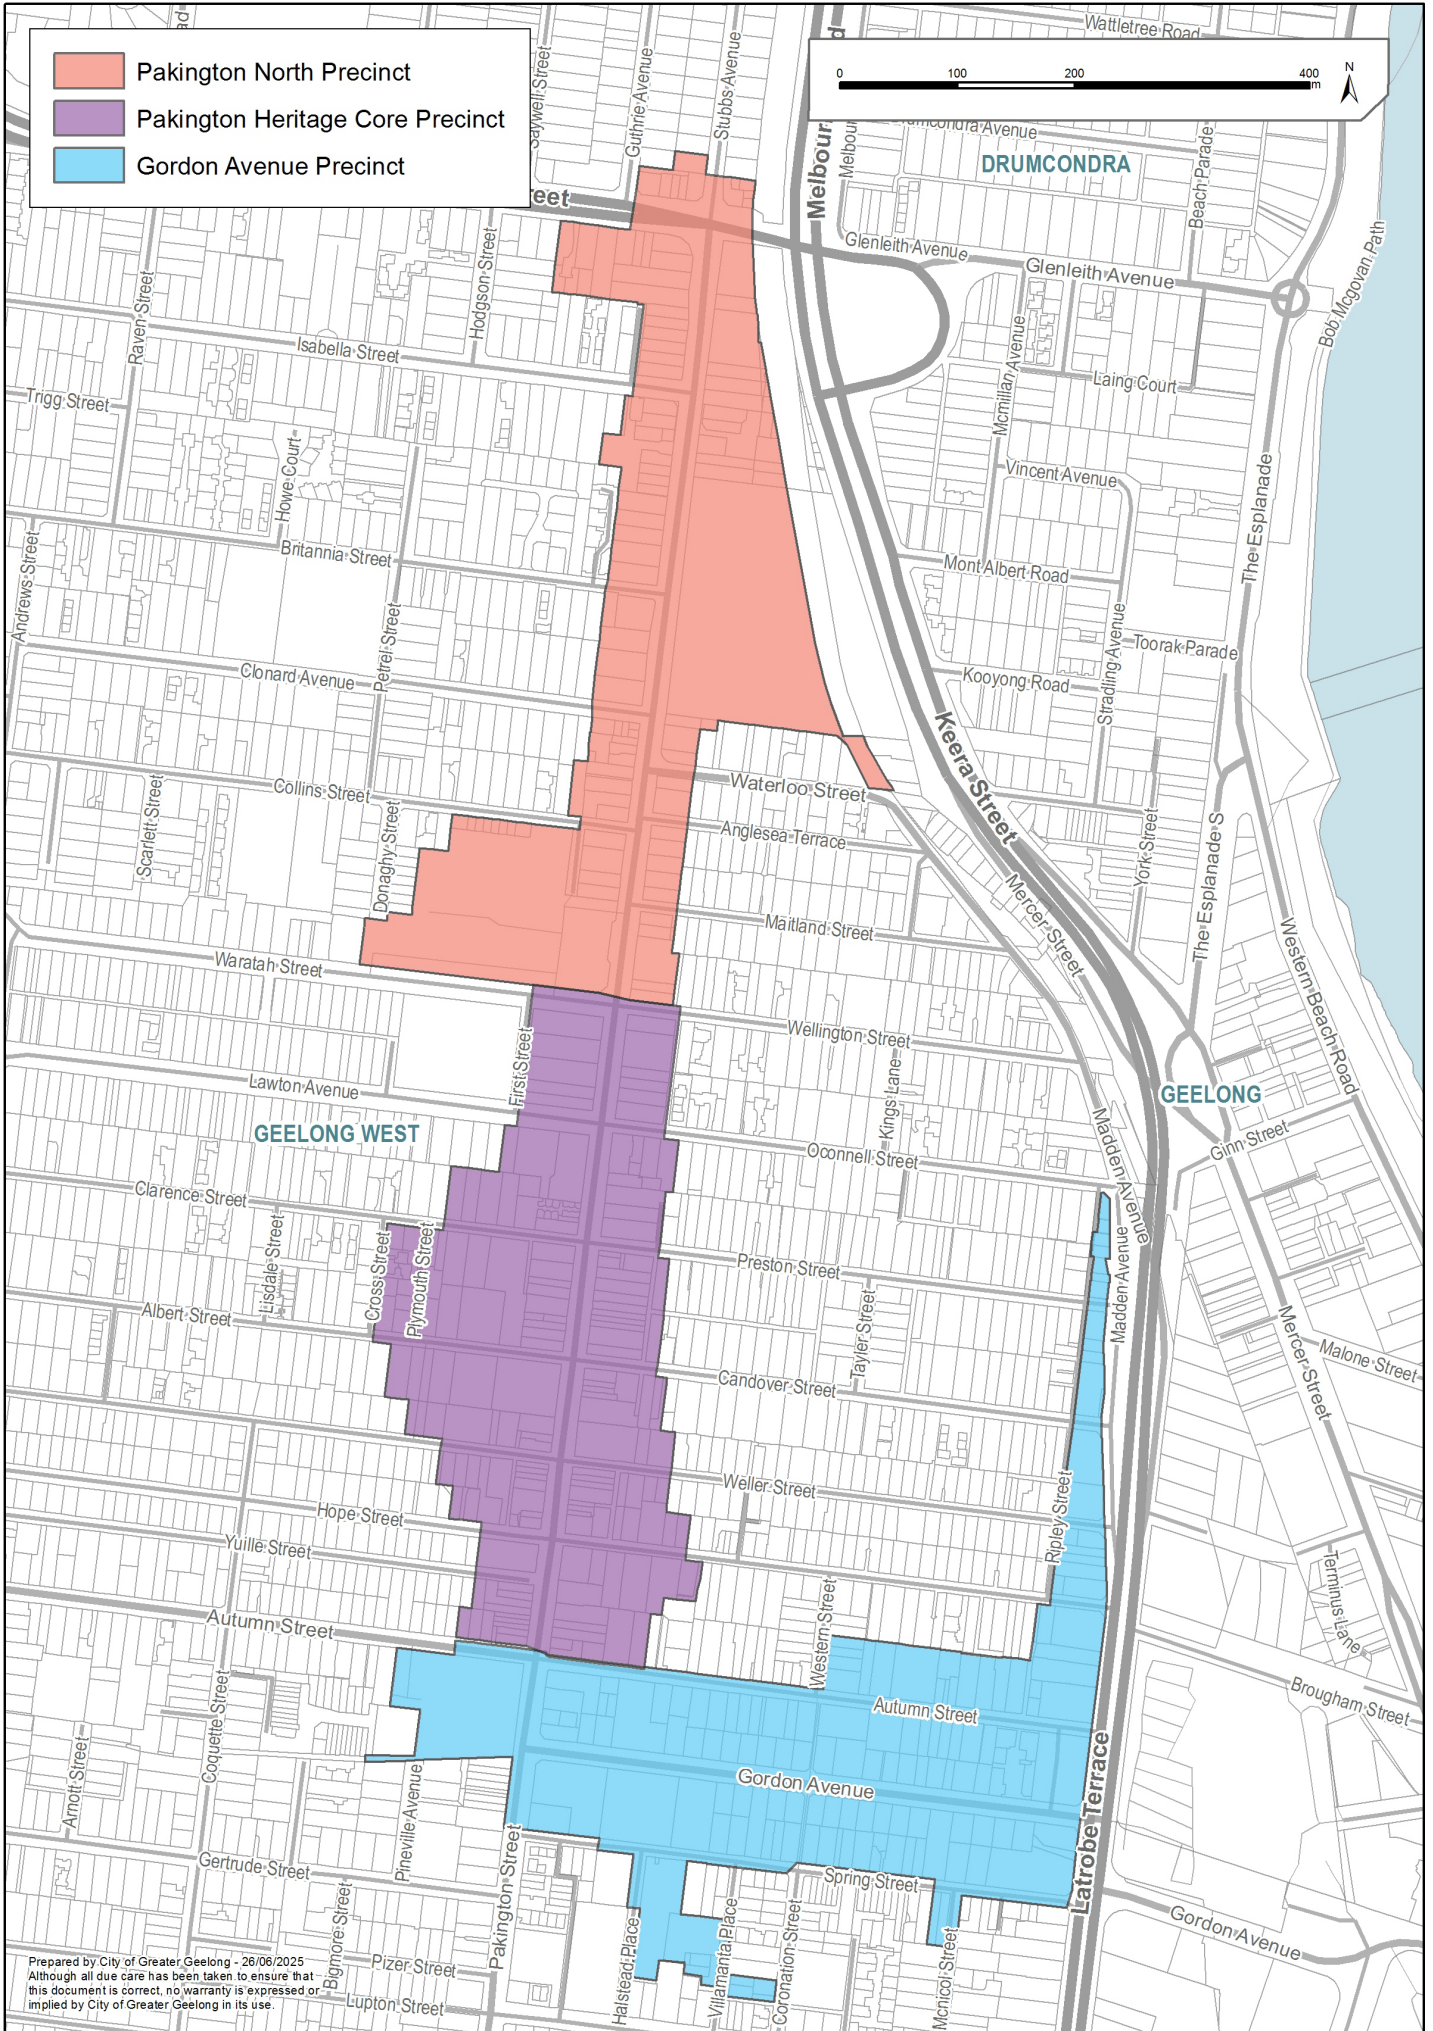 Wattletree Road
Pakington North Precinct
Pakington Heritage Core Precinct
Gordon Avenue Precinct
0 100 200 400
m
N
Saywell Street
Guthrie Avenue
Stubbs Avenue
Melbour
Melbour
Drumcondra Avenue
DRUMCONDRA
Beach Parade
reet
Glenleith Avenue
Glenleith Avenue
Bob Mcgovan Path
Raven Street
Hodgson Street
Isabella Street
Mcmillan Avenue
Laing Court
Trigg Street
Howe Court
Vincent Avenue
The Esplanade
Britannia Street
Mont Albert Road
Andrews Street
Petrel Street
Stradling Avenue
Toorak Parade
Clonard Avenue
Kooyong Road
Keera Street
Collins Street
Waterloo Street
Scarlett Street
Donaghy Street
Anglesea Terrace
York Street
The Esplanade S
Mercer Street
Maitland Street
Waratah Street
Western Beach Road
Wellington Street
First Street
Kings Lane
Lawton Avenue
GEELONG
GEELONG WEST
Madden Avenue
Ginn Street
Oconnell Street
Clarence Street
Lisdale Street
Cross Street
Plymouth Street
Preston Street
Madden Avenue
Albert Street
Tayler Street
Mercer Street
Malone Street
Candover Street
Weller Street
Hope Street
Ripley Street
Yuille Street
Terminus Lane
Western Street
Autumn Street
Coquette Street
Autumn Street
Brougham Street
Arnott Street
Gordon Avenue
Latrobe Terrace
Pineville Avenue
Pakington Street
Gertrude Street
Spring Street
Bigmore Street
Halstead Place
Villamanta Place
Coronation Street
Mcnicol Street
Gordon Avenue
Pizer Street
Lupton Street
Prepared by City of Greater Geelong - 26/06/2025
Although all due care has been taken to ensure that
this document is correct, no warranty is expressed or
implied by City of Greater Geelong in its use.